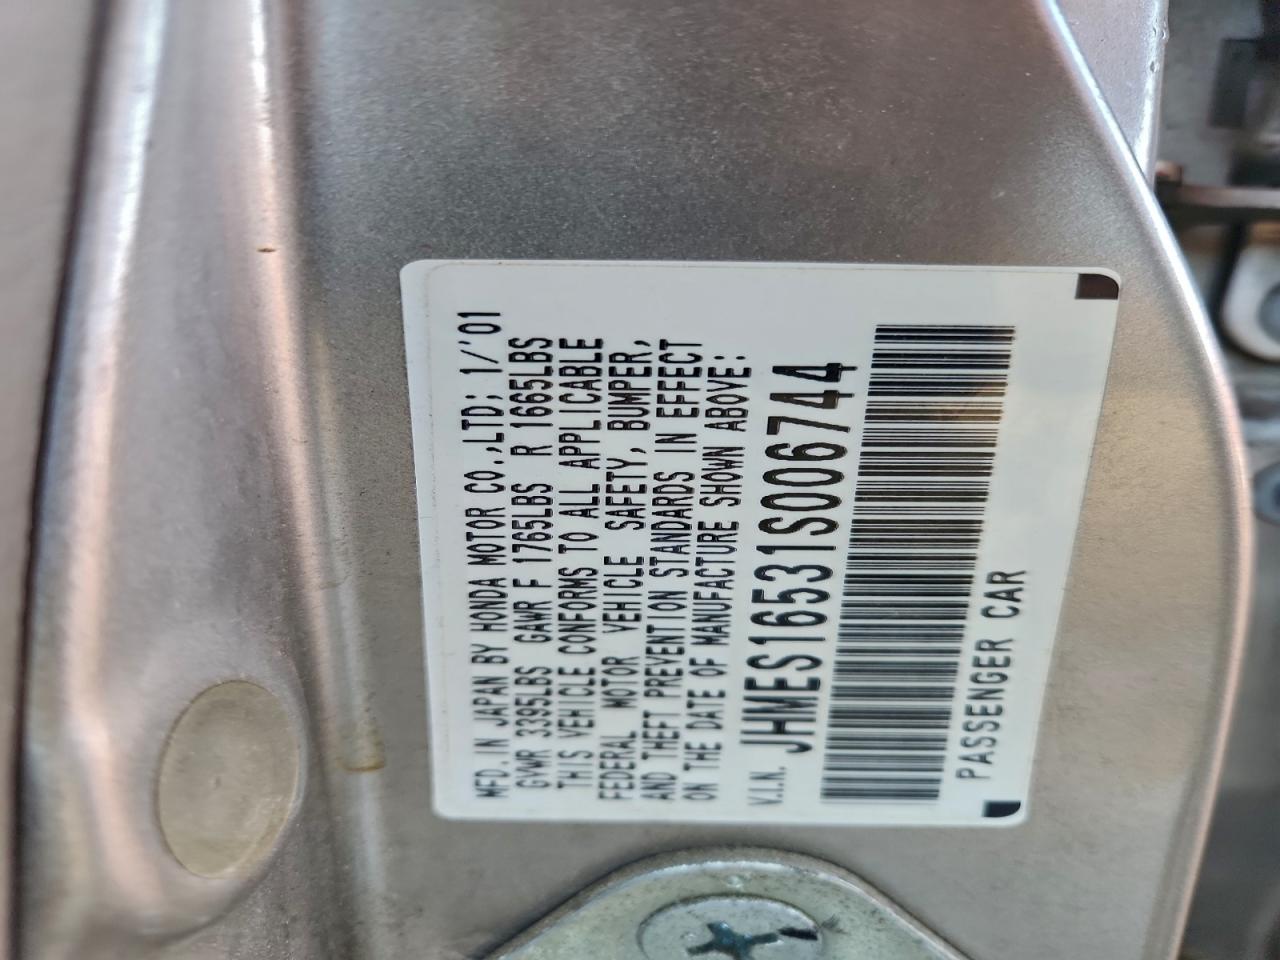 MFD. IN JAPAN BY HONDA MOTOR CO.,LTD; 1/'01
GVWR 3395LBS GAWR F 1765LBS R 1665LBS
THIS VEHICLE CONFORMS TO ALL APPLICABLE
FEDERAL MOTOR VEHICLE SAFETY, BUMPER,
AND THEFT PREVENTION STANDARDS IN EFFECT
ON THE DATE OF MANUFACTURE SHOWN ABOVE:
V.I.N. JHMES16531S006744
PASSENGER CAR